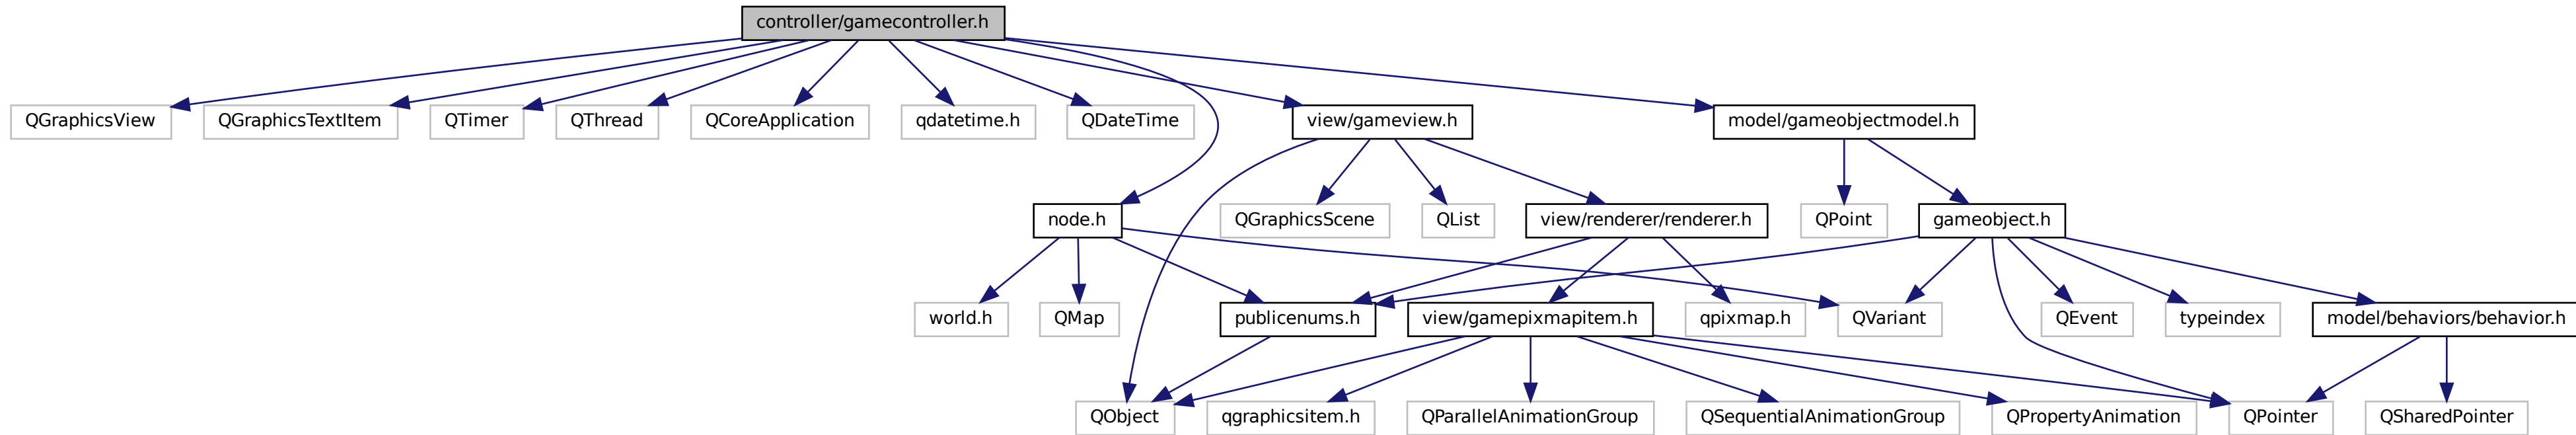 controller/gamecontroller.h
QGraphicsView
QGraphicsTextItem
QTimer
QThread
QCoreApplication
qdatetime.h
QDateTime
view/gameview.h
model/gameobjectmodel.h
node.h
QGraphicsScene
QList
view/renderer/renderer.h
QPoint
gameobject.h
world.h
QMap
publicenums.h
view/gamepixmapitem.h
qpixmap.h
QVariant
QEvent
typeindex
model/behaviors/behavior.h
QObject
qgraphicsitem.h
QParallelAnimationGroup
QSequentialAnimationGroup
QPropertyAnimation
QPointer
QSharedPointer